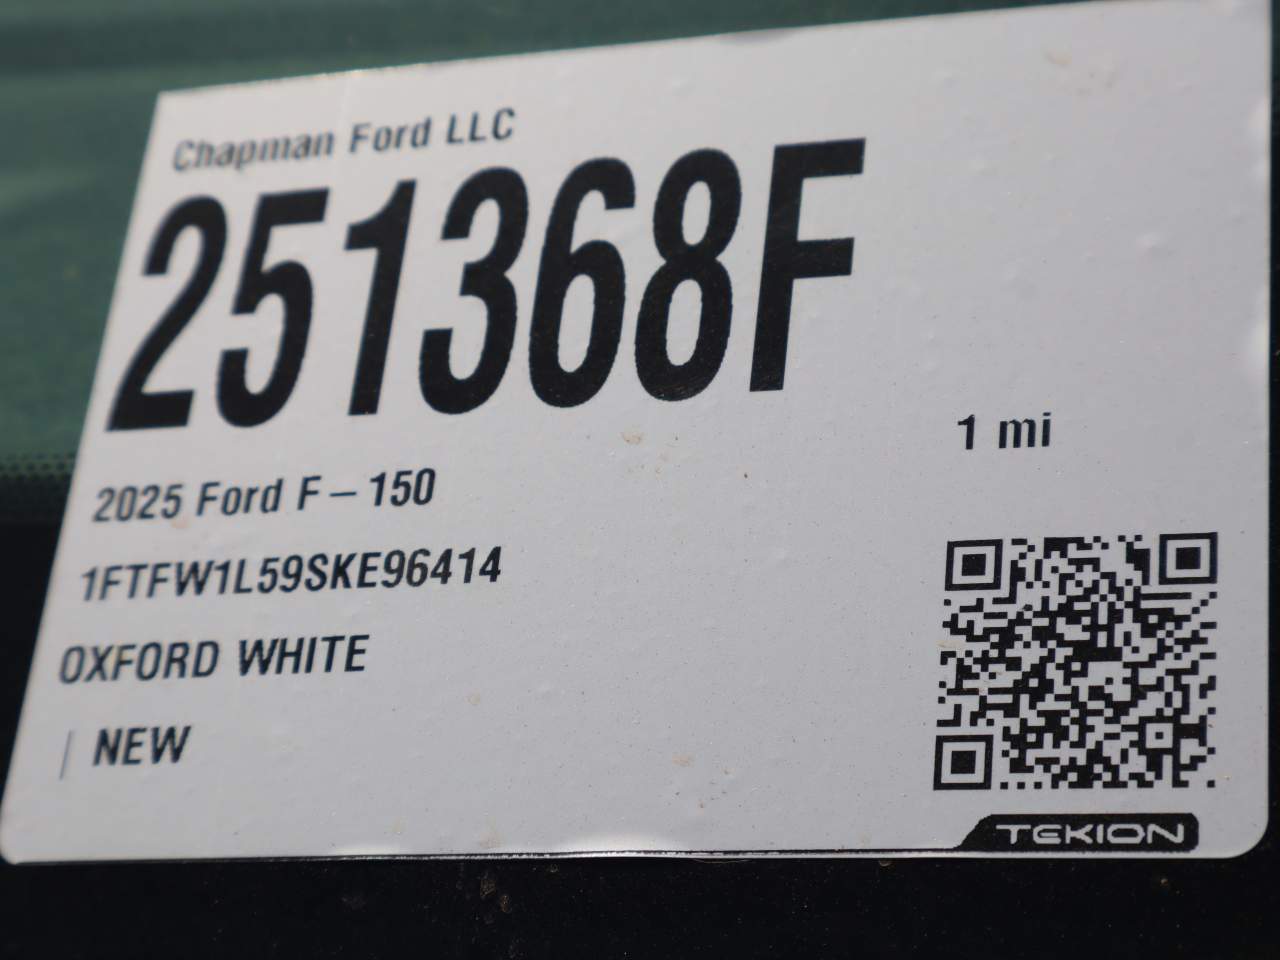 Chapman Ford LLC
251368F
1 mi
2025 Ford F – 150
1FTFW1L59SKE96414
OXFORD WHITE
| NEW
TEKION